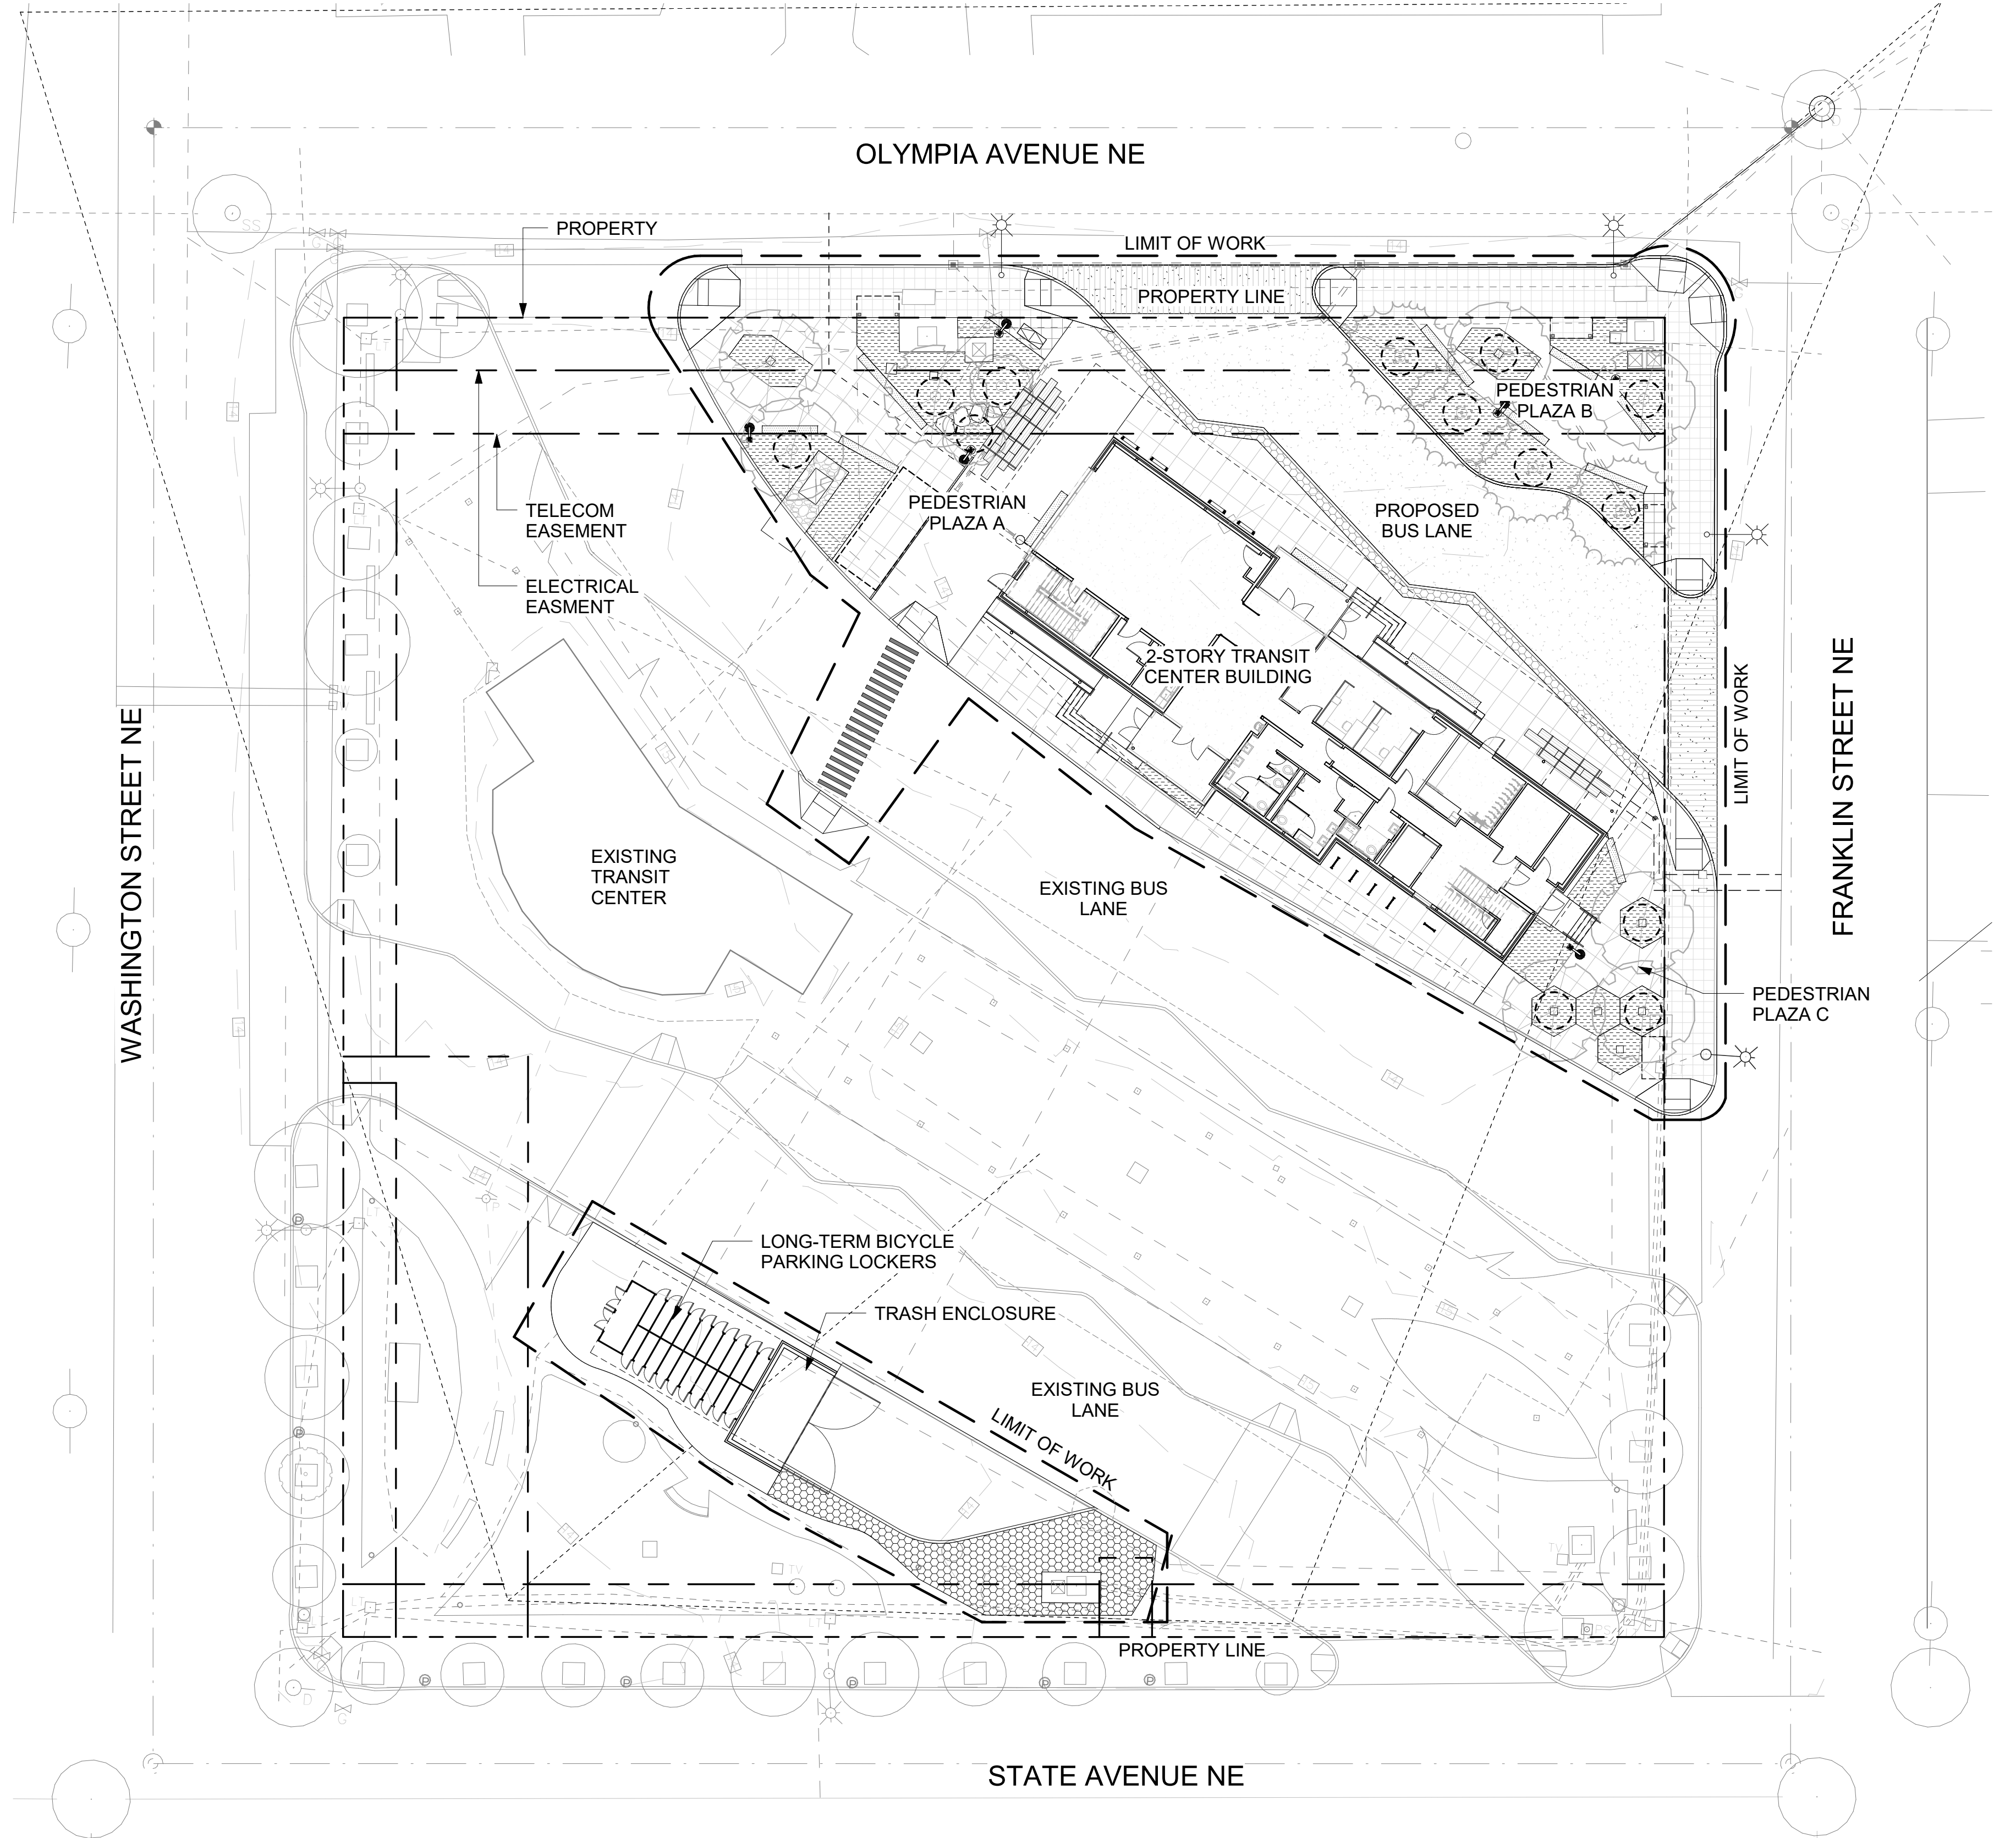 OLYMPIA AVENUE NE
PROPERTY
LIMIT OF WORK
PROPERTY LINE
PEDESTRIAN
PLAZA B
PEDESTRIAN
PLAZA A
TELECOM
EASEMENT
PROPOSED
BUS LANE
ELECTRICAL
EASMENT
2-STORY TRANSIT
CENTER BUILDING
LIMIT OF WORK
FRANKLIN STREET NE
WASHINGTON STREET NE
EXISTING
TRANSIT
CENTER
EXISTING BUS
LANE
PEDESTRIAN
PLAZA C
LONG-TERM BICYCLE
PARKING LOCKERS
TRASH ENCLOSURE
EXISTING BUS
LANE
LIMIT OF WORK
PROPERTY LINE
STATE AVENUE NE